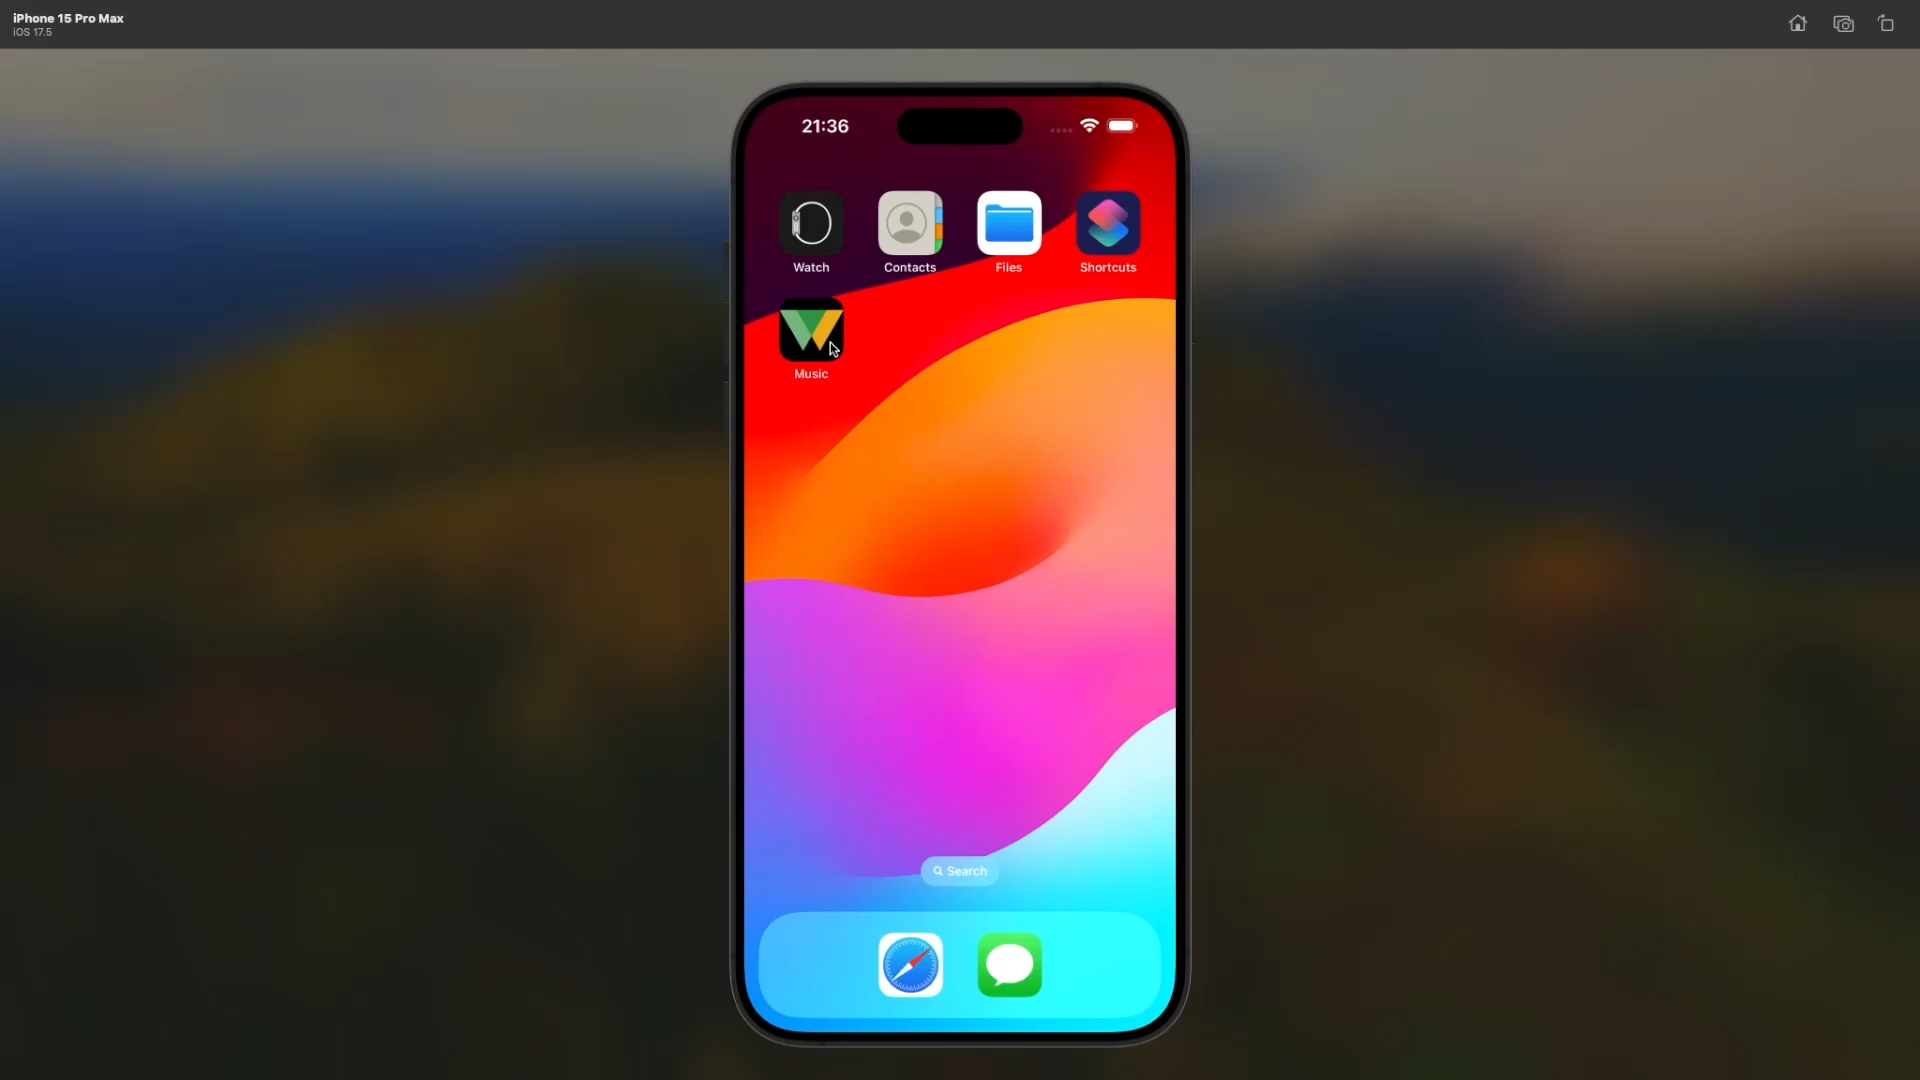 iPhone 15 Pro Max
iOS 17.5
21:36
Watch
Contacts
Files
Shortcuts
Music
Search